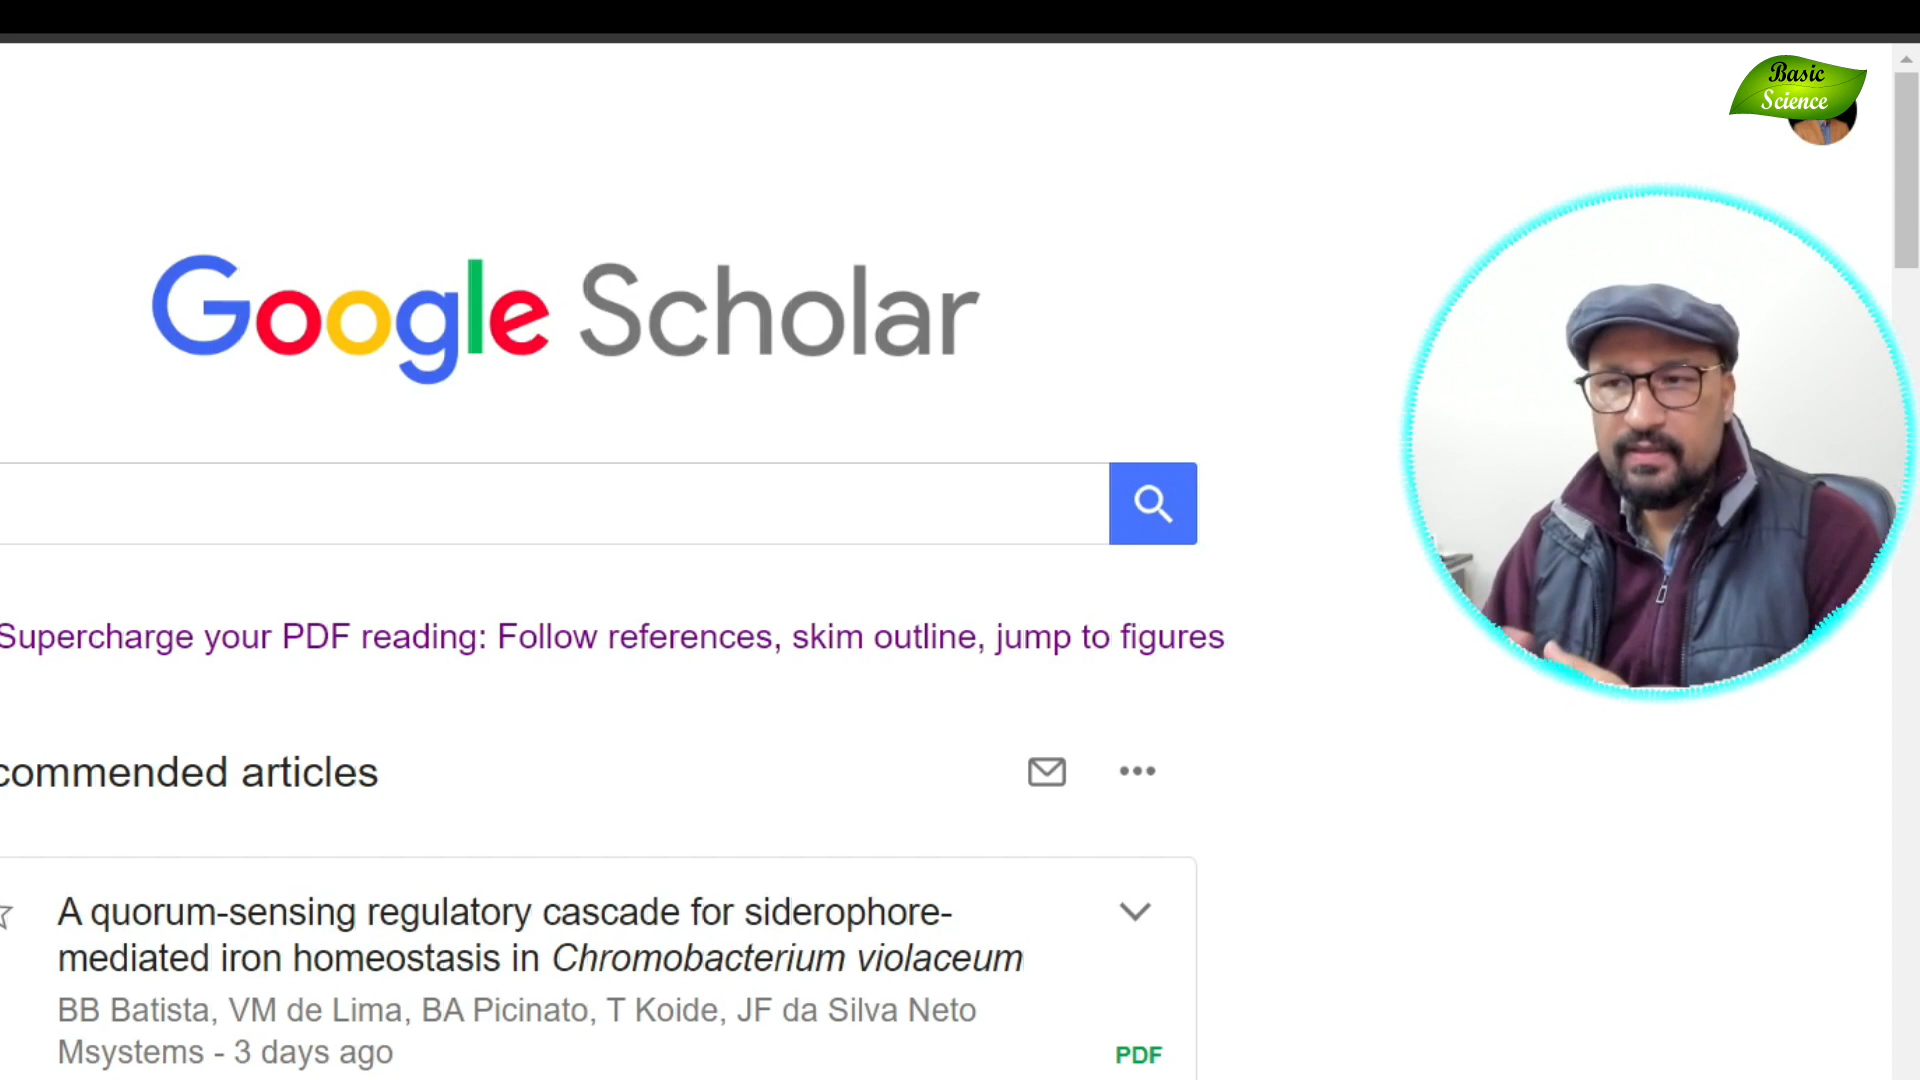 Basic
Science
Google Scholar
Supercharge your PDF reading: Follow references, skim outline, jump to figures
commended articles
A quorum-sensing regulatory cascade for siderophore-
mediated iron homeostasis in Chromobacterium violaceum
BB Batista, VM de Lima, BA Picinato, T Koide, JF da Silva Neto
Msystems - 3 days ago
PDF